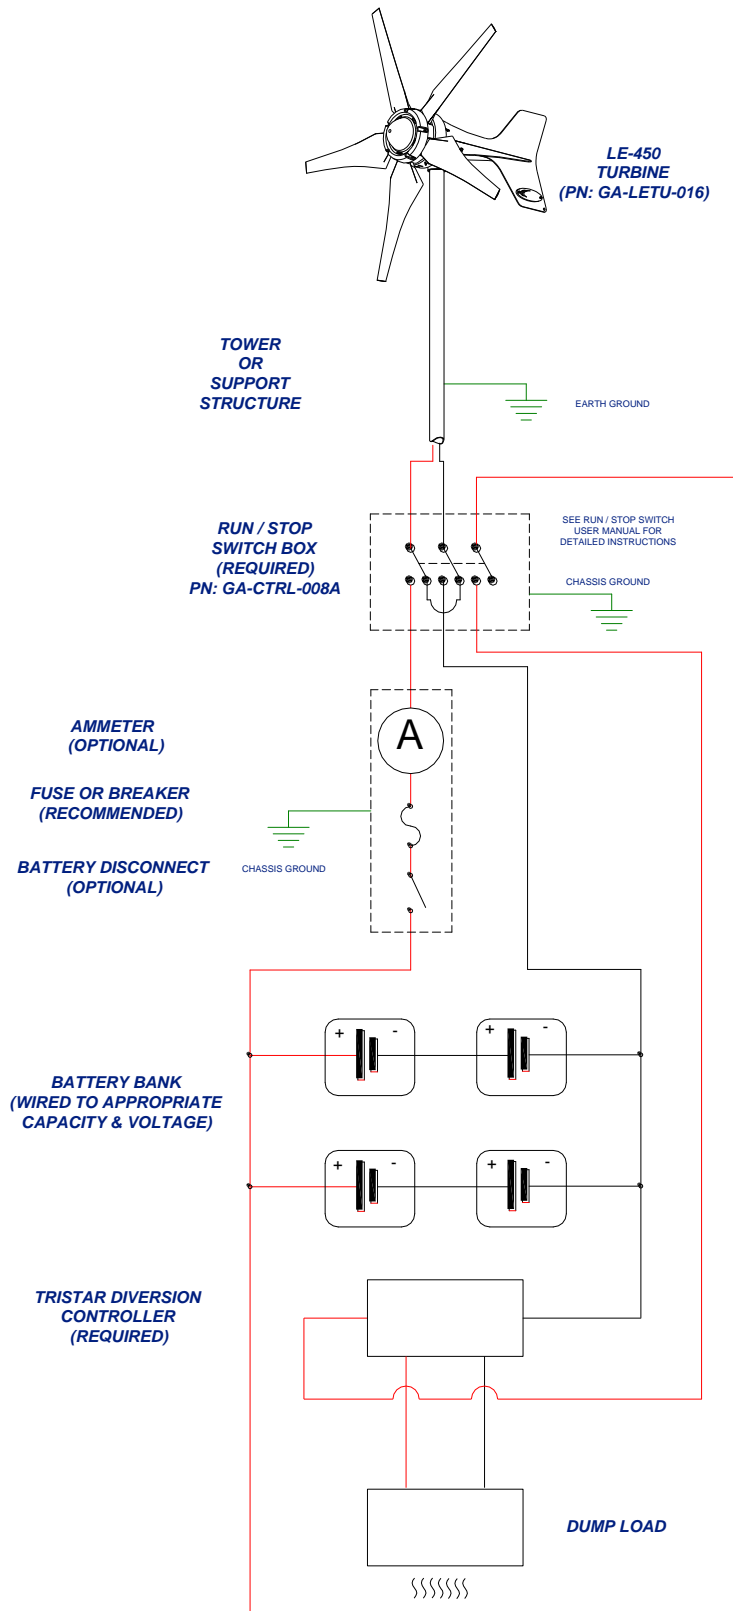 LE-450
TURBINE
(PN: GA-LETU-016)
TOWER
OR
SUPPORT
STRUCTURE
EARTH GROUND
RUN / STOP
SWITCH BOX
(REQUIRED)
PN: GA-CTRL-008A
SEE RUN / STOP SWITCH
USER MANUAL FOR
DETAILED INSTRUCTIONS
CHASSIS GROUND
AMMETER
(OPTIONAL)
A
FUSE OR BREAKER
(RECOMMENDED)
BATTERY DISCONNECT
(OPTIONAL)
CHASSIS GROUND
+ - + -
BATTERY BANK
(WIRED TO APPROPRIATE
CAPACITY & VOLTAGE)
+ - + -
TRISTAR DIVERSION
CONTROLLER
(REQUIRED)
DUMP LOAD